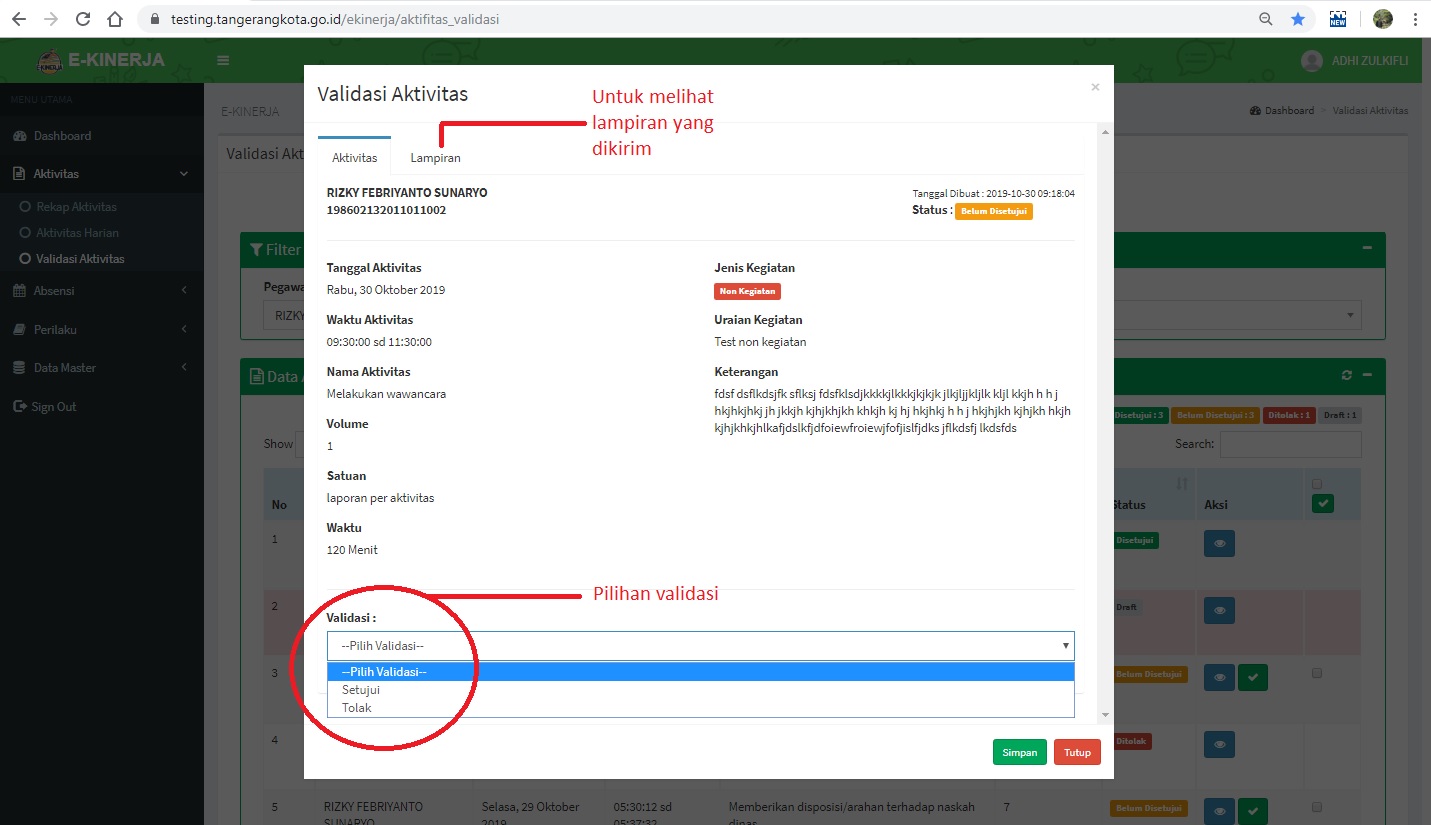 testing.tangerangkota.go.id/ekinerja/aktifitas_validasi
NEW
E-KINERJA
ADHI ZULKIFLI
MENU UTAMA
Dashboard
Aktivitas
Rekap Aktivitas
Aktivitas Harian
Validasi Aktivitas
Absensi
Perilaku
Data Master
Sign Out
E-KINERJA
Dashboard > Validasi Aktivitas
Validasi Akt
Filter
Pegawa
RIZKY
Data A
Disetujui : 3 Belum Disetujui : 3 Ditolak : 1 Draft : 1
Show
Search:
No
Status
Aksi
1
Disetujui
2
Draft
3
Belum Disetujui
4
Ditolak
5 RIZKY FEBRIYANTO Selasa, 29 Oktober 05:30:12 sd Memberikan disposisi/arahan terhadap naskah 7 Belum Disetujui
SUNARYO 2019 05:37:32 dinas
Validasi Aktivitas
×
Untuk melihat
lampiran yang
dikirim
Aktivitas Lampiran
RIZKY FEBRIYANTO SUNARYO
198602132011011002
Tanggal Dibuat : 2019-10-30 09:18:04
Status : Belum Disetujui
Tanggal Aktivitas
Rabu, 30 Oktober 2019
Waktu Aktivitas
09:30:00 sd 11:30:00
Nama Aktivitas
Melakukan wawancara
Volume
1
Satuan
laporan per aktivitas
Waktu
120 Menit
Jenis Kegiatan
Non Kegiatan
Uraian Kegiatan
Test non kegiatan
Keterangan
fdsf dsflkdsjfk sflksj fdsfklsdjkkkkjlkkkjkjkjk jlkjljjkljlk kljl kkjh h h j
hkjhkjhkj jh jkkjh kjhjkhjkh khkjh kj hj hkjhkj h h j hkjhjkh kjhjkh hkjh
kjhjkhkjhlkafjdslkfjdfoiewfroiewjfofjislfjdks jflkdsfj lkdsfds
Pilihan validasi
Validasi :
--Pilih Validasi--
--Pilih Validasi--
Setujui
Tolak
Simpan Tutup